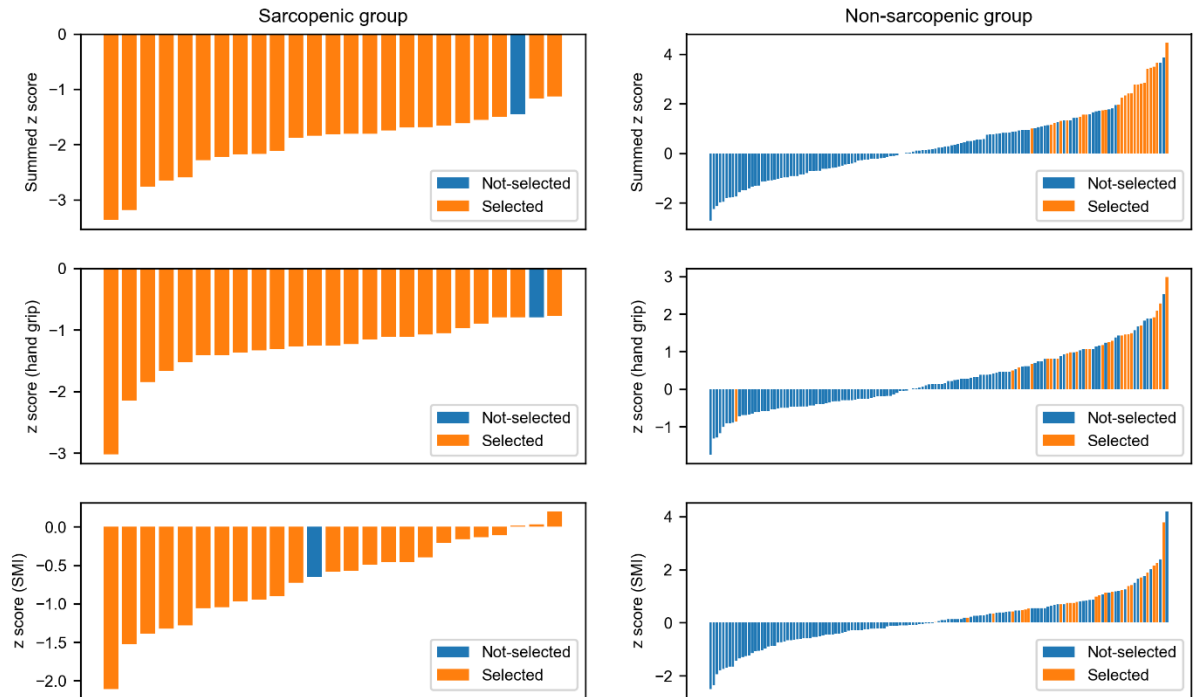 Sarcopenic group
Non-sarcopenic group
Summed z score
0
−1
−2
−3
Not-selected
Selected
Summed z score
4
2
0
−2
Not-selected
Selected
z score (hand grip)
0
−1
−2
−3
Not-selected
Selected
z score (hand grip)
3
2
1
0
−1
Not-selected
Selected
z score (SMI)
0.0
−0.5
−1.0
−1.5
−2.0
Not-selected
Selected
z score (SMI)
4
2
0
−2
Not-selected
Selected